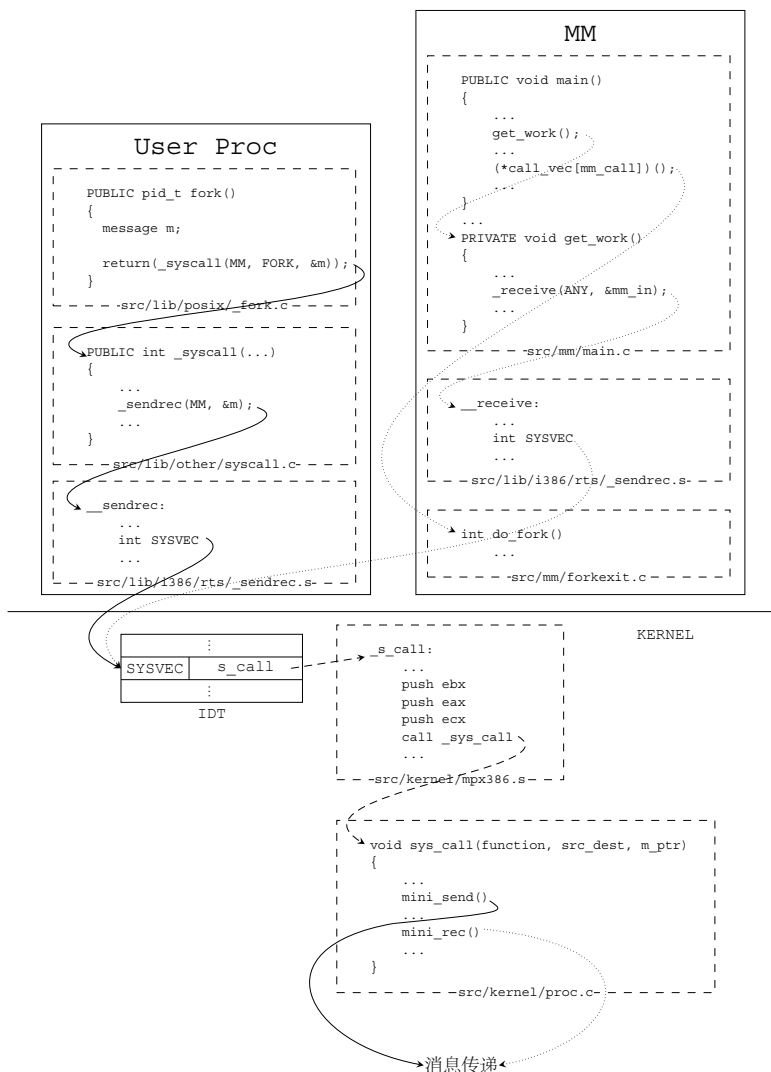 User Proc
PUBLIC pid_t fork()
{
message m;
return(_syscall(MM, FORK, &m));
}
src/lib/posix/_fork.c
PUBLIC int _syscall(...)
{
...
_sendrec(MM, &m);
...
}
src/lib/other/syscall.c
__sendrec:
...
int SYSVEC
...
src/lib/i386/rts/_sendrec.s
MM
PUBLIC void main()
{
...
get_work();
...
(*call_vec[mm_call])();
...
}
...
PRIVATE void get_work()
{
...
_receive(ANY, &mm_in);
...
}
src/mm/main.c
__receive:
...
int SYSVEC
...
src/lib/i386/rts/_sendrec.s
int do_fork()
...
src/mm/forkexit.c
KERNEL
⋮
SYSVEC s_call
⋮
IDT
_s_call:
...
push ebx
push eax
push ecx
call _sys_call
...
src/kernel/mpx386.s
void sys_call(function, src_dest, m_ptr)
{
...
mini_send()
...
mini_rec()
...
}
src/kernel/proc.c
消息传递